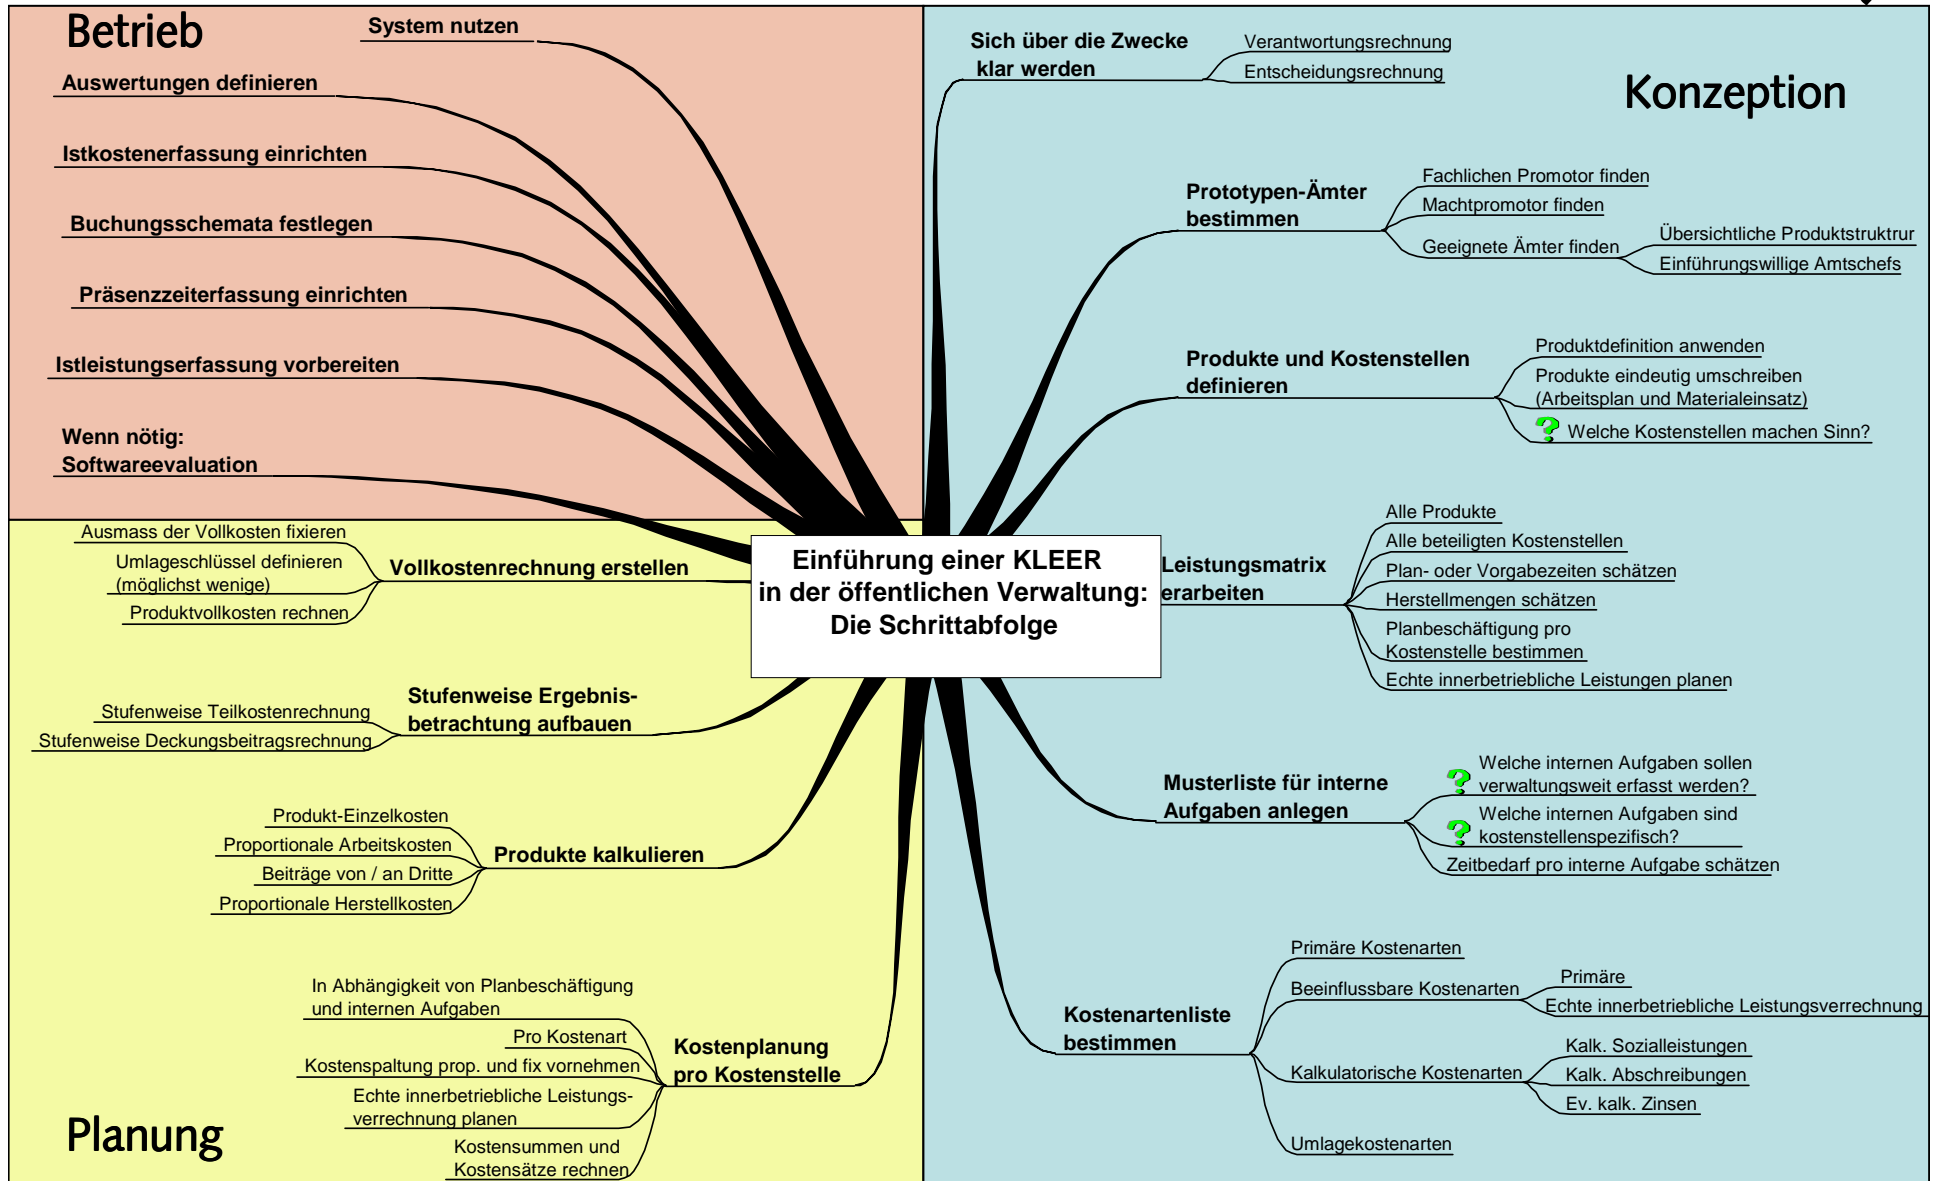 Betrieb
System nutzen
Auswertungen definieren
Istkostenerfassung einrichten
Buchungsschemata festlegen
Präsenzzeiterfassung einrichten
Istleistungserfassung vorbereiten
Wenn nötig:
Softwareevaluation
Konzeption
Sich über die Zwecke
klar werden
Verantwortungsrechnung
Entscheidungsrechnung
Prototypen-Ämter
bestimmen
Fachlichen Promotor finden
Machtpromotor finden
Geeignete Ämter finden
Übersichtliche Produktstruktrur
Einführungswillige Amtschefs
Produkte und Kostenstellen
definieren
Produktdefinition anwenden
Produkte eindeutig umschreiben
(Arbeitsplan und Materialeinsatz)
? Welche Kostenstellen machen Sinn?
Einführung einer KLEER
in der öffentlichen Verwaltung:
Die Schrittabfolge
Leistungsmatrix
erarbeiten
Alle Produkte
Alle beteiligten Kostenstellen
Plan- oder Vorgabezeiten schätzen
Herstellmengen schätzen
Planbeschäftigung pro
Kostenstelle bestimmen
Echte innerbetriebliche Leistungen planen
Musterliste für interne
Aufgaben anlegen
? Welche internen Aufgaben sollen
verwaltungsweit erfasst werden?
? Welche internen Aufgaben sind
kostenstellenspezifisch?
Zeitbedarf pro interne Aufgabe schätzen
Kostenartenliste
bestimmen
Primäre Kostenarten
Beeinflussbare Kostenarten
Primäre
Echte innerbetriebliche Leistungsverrechnung
Kalkulatorische Kostenarten
Kalk. Sozialleistungen
Kalk. Abschreibungen
Ev. kalk. Zinsen
Umlagekostenarten
Vollkostenrechnung erstellen
Ausmass der Vollkosten fixieren
Umlageschlüssel definieren
(möglichst wenige)
Produktvollkosten rechnen
Stufenweise Ergebnis-
betrachtung aufbauen
Stufenweise Teilkostenrechnung
Stufenweise Deckungsbeitragsrechnung
Produkte kalkulieren
Produkt-Einzelkosten
Proportionale Arbeitskosten
Beiträge von / an Dritte
Proportionale Herstellkosten
Kostenplanung
pro Kostenstelle
In Abhängigkeit von Planbeschäftigung
und internen Aufgaben
Pro Kostenart
Kostenspaltung prop. und fix vornehmen
Echte innerbetriebliche Leistungs-
verrechnung planen
Kostensummen und
Kostensätze rechnen
Planung